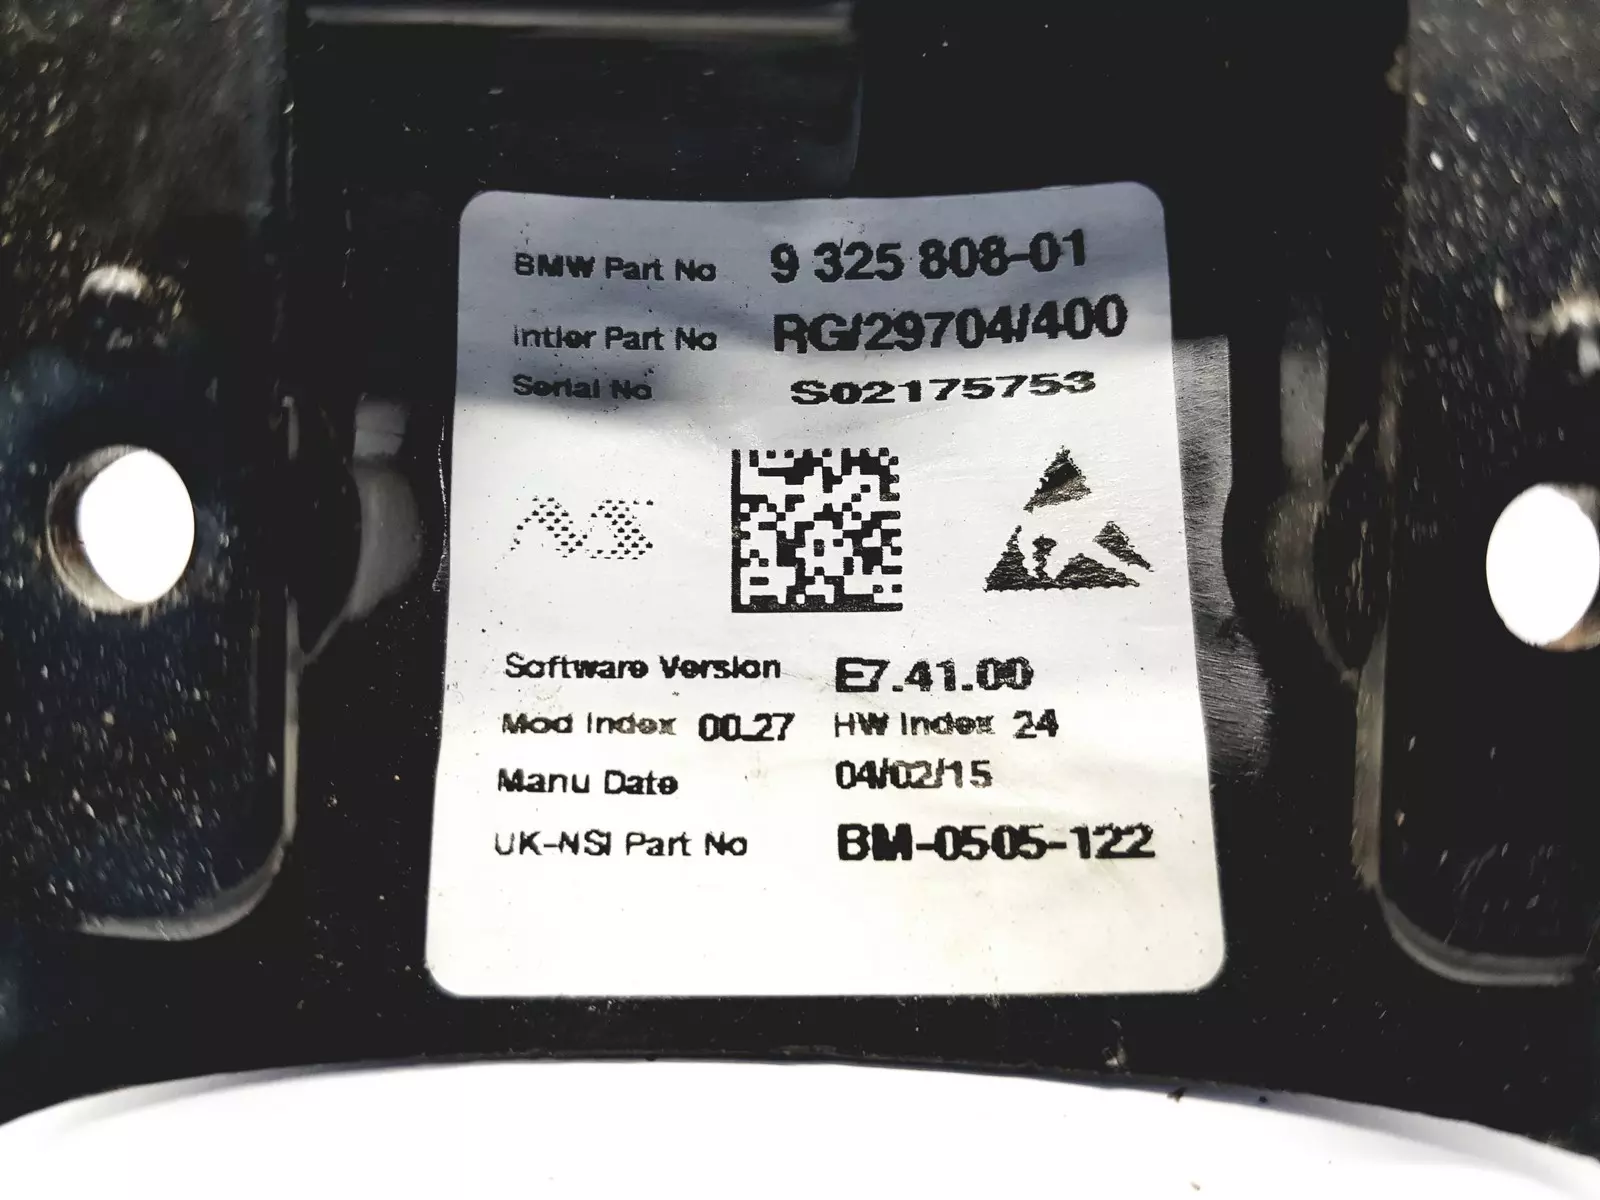 BMW Part No 9 325 808-01
Intier Part No RG/29704/400
Serial No S02175753
Software Version E7.41.00
Mod Index 00.27 HW Index 24
Manu Date 04/02/15
UK-NSI Part No BM-0505-122